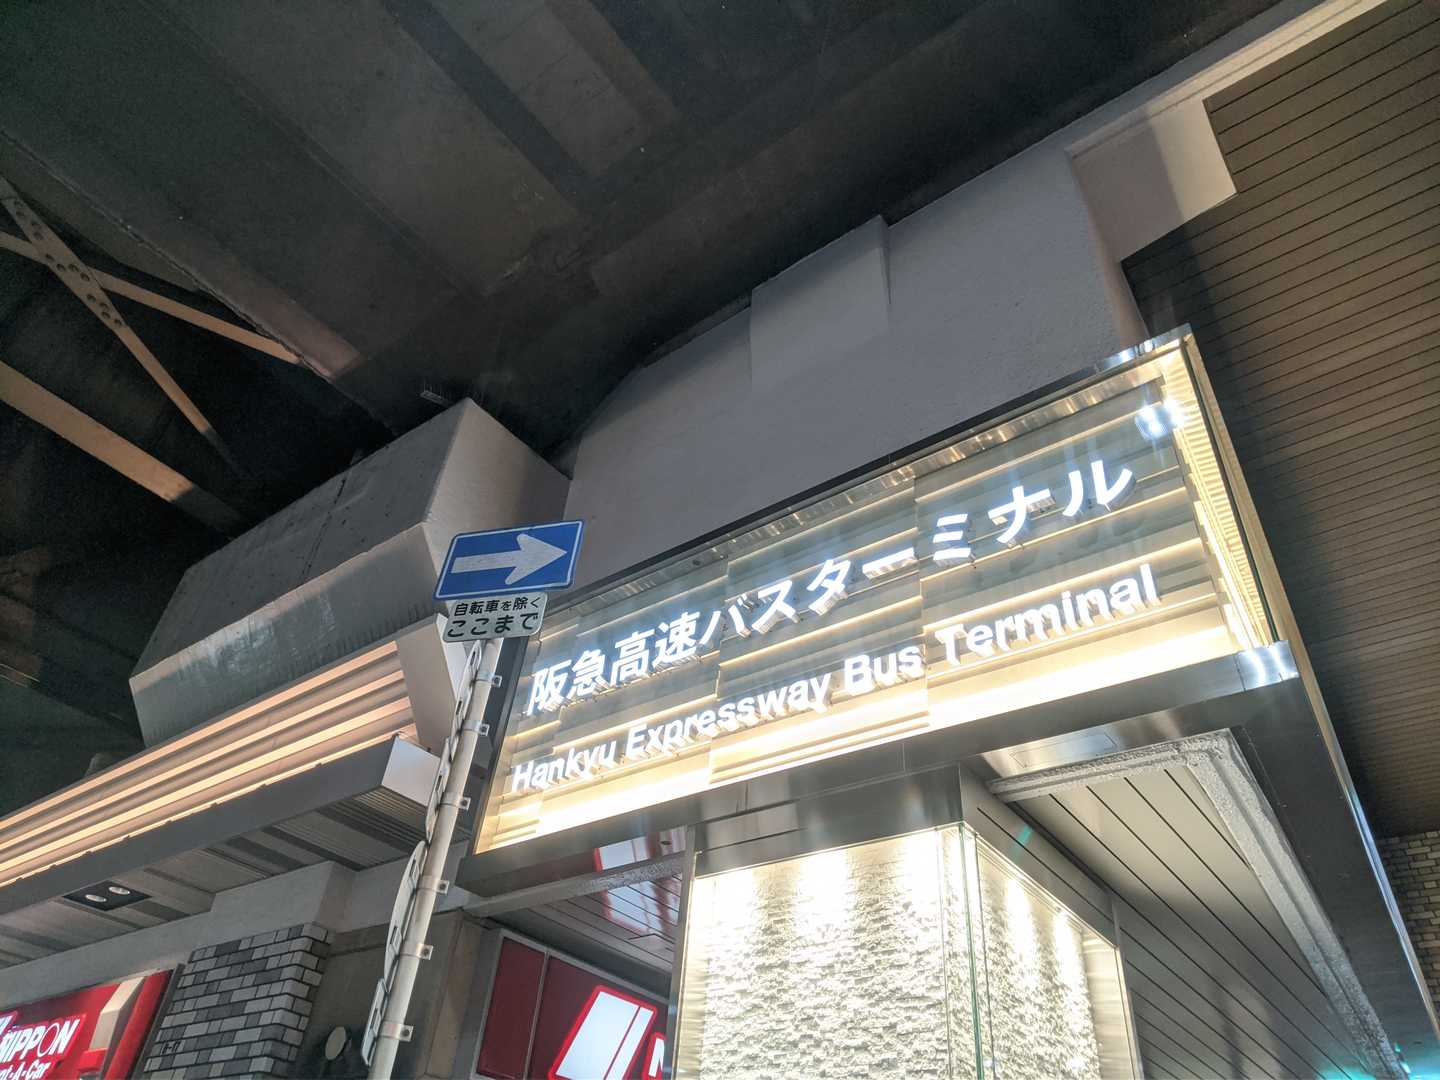 自転車を除く
ここまで
阪急高速バスターミナル
Hankyu Expressway Bus Terminal
NIPPON